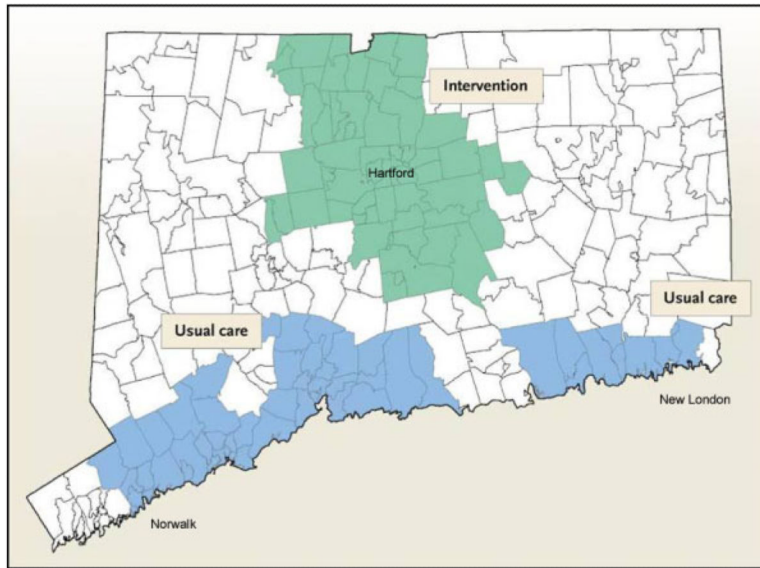 Intervention
Hartford
Usual care
Usual care
New London
Norwalk